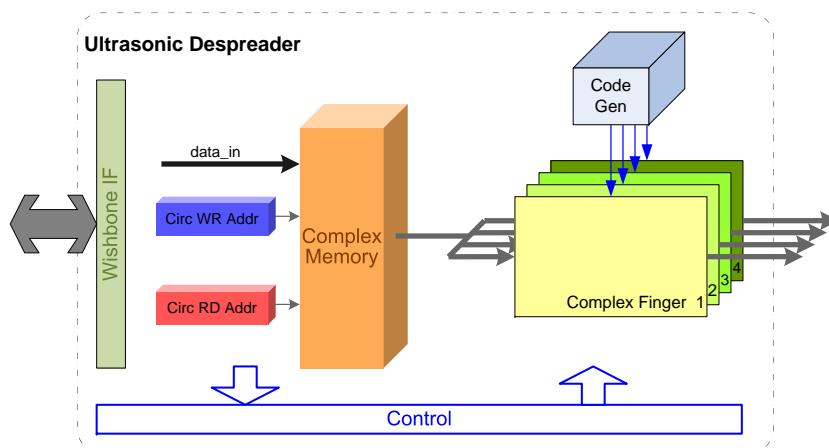 Ultrasonic Despreader
Code
Gen
Wishbone IF
data_in
Circ WR Addr
Complex
Memory
Circ RD Addr
4
3
2
Complex Finger 1
Control